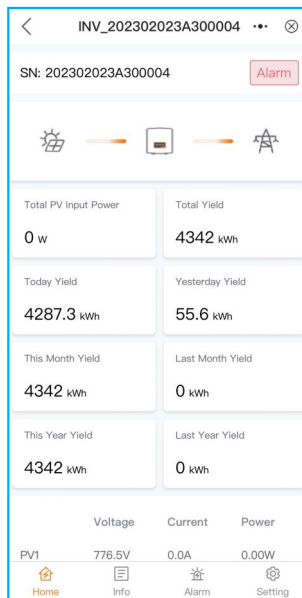 INV_202302023A300004
SN: 202302023A300004 Alarm
Total PV Input Power Total Yield
0 W 4342 kWh
Today Yield Yesterday Yield
4287.3 kWh 55.6 kWh
This Month Yield Last Month Yield
4342 kWh 0 kWh
This Year Yield Last Year Yield
4342 kWh 0 kWh
Voltage Current Power
PV1 776.5V 0.0A 0.00W
Home Info Alarm Setting